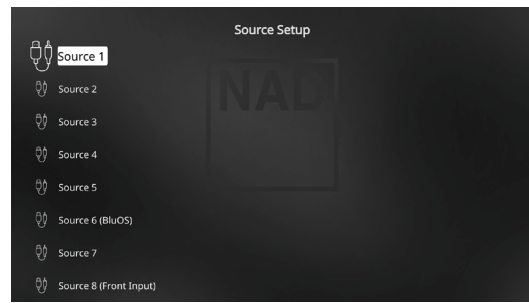 Source Setup
NAD
Source 1
Source 2
Source 3
Source 4
Source 5
Source 6 (BluOS)
Source 7
Source 8 (Front Input)